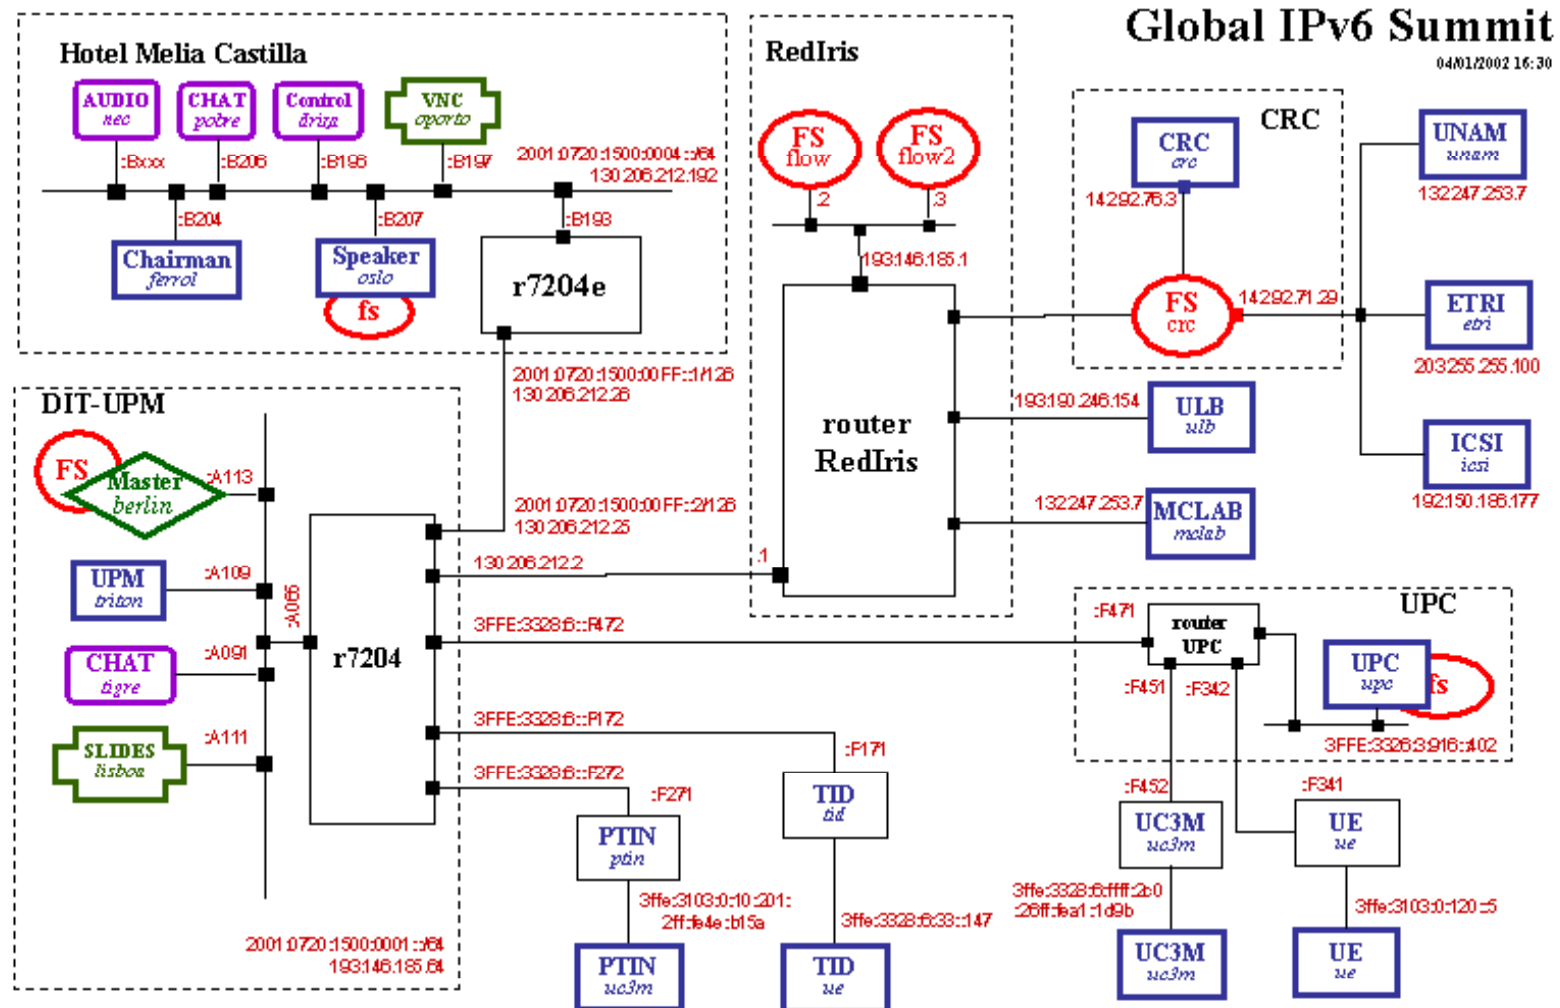 Global IPv6 Summit
04/01/2002 16:30
Hotel Melia Castilla
AUDIO
nec
CHAT
pobre
Control
drira
VNC
oporto
::Bxxx
::B206
::B195
::B197
2001:0720:1500:0004::/64
130.206.212.192
::B204
::B207
::B193
Chairman
ferrol
Speaker
oslo
fs
r7204e
2001:0720:1500:00FF::1/126
130.206.212.26
RedIris
FS
flow
FS
flow2
.2
.3
193.146.185.1
router
RedIris
.1
CRC
CRC
crc
14.292.76.3
FS
crc
14.292.71.29
UNAM
unam
132.247.253.7
ETRI
etri
203.255.255.100
ICSI
icsi
192.150.186.177
193.190.246.154
ULB
ulb
132.247.253.7
MCLAB
mclab
DIT-UPM
FS
Master
berlin
::A113
UPM
triton
::A109
CHAT
tigre
::A091
SLIDES
lisboa
::A111
::A065
r7204
2001:0720:1500:00FF::2/126
130.206.212.25
130.206.212.2
3FFE:3328:6::F472
3FFE:3328:6::F172
3FFE:3328:6::F272
2001:0720:1500:0001::/64
193.146.185.64
UPC
::F471
router
UPC
::F451
::F342
UPC
upc
fs
3FFE:3326:3:916::402
::F271
PTIN
ptin
3ffe:3103:0:10:201:
2ff:fe4e:b15a
PTIN
uc3m
::F171
TID
tid
3ffe:3328:6:33::147
TID
ue
::F452
UC3M
uc3m
3ffe:3328:6:ffff:2c0
:26ff:fea1:1d9b
UC3M
uc3m
::F341
UE
ue
3ffe:3103:0:120::5
UE
ue